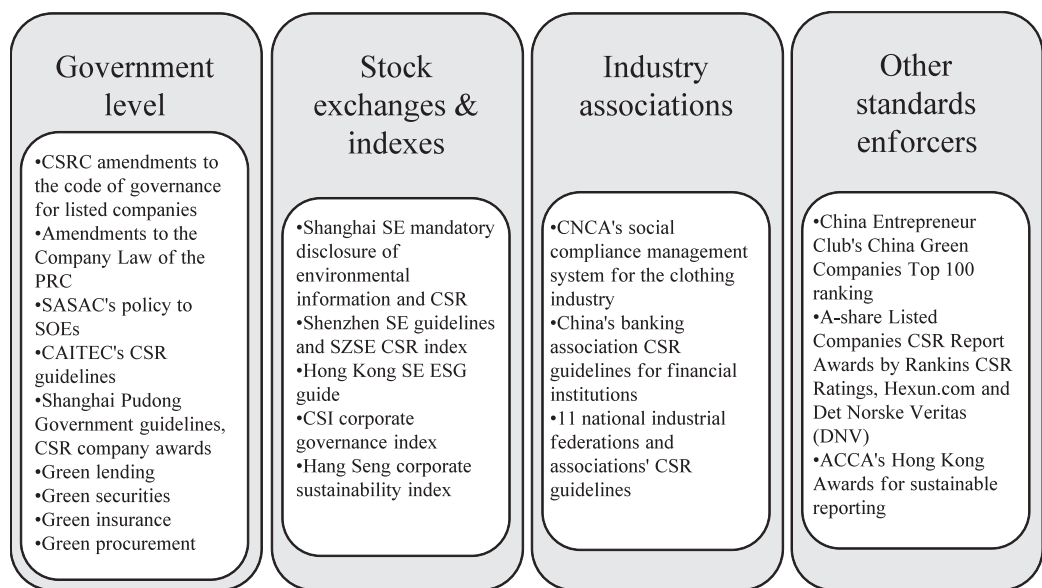 Government
level
•CSRC amendments to
the code of governance
for listed companies
•Amendments to the
Company Law of the
PRC
•SASAC's policy to
SOEs
•CAITEC's CSR
guidelines
•Shanghai Pudong
Government guidelines,
CSR company awards
•Green lending
•Green securities
•Green insurance
•Green procurement
Stock
exchanges &
indexes
•Shanghai SE mandatory
disclosure of
environmental
information and CSR
•Shenzhen SE guidelines
and SZSE CSR index
•Hong Kong SE ESG
guide
•CSI corporate
governance index
•Hang Seng corporate
sustainability index
Industry
associations
•CNCA's social
compliance management
system for the clothing
industry
•China's banking
association CSR
guidelines for financial
institutions
•11 national industrial
federations and
associations' CSR
guidelines
Other
standards
enforcers
•China Entrepreneur
Club's China Green
Companies Top 100
ranking
•A-share Listed
Companies CSR Report
Awards by Rankins CSR
Ratings, Hexun.com and
Det Norske Veritas
(DNV)
•ACCA's Hong Kong
Awards for sustainable
reporting